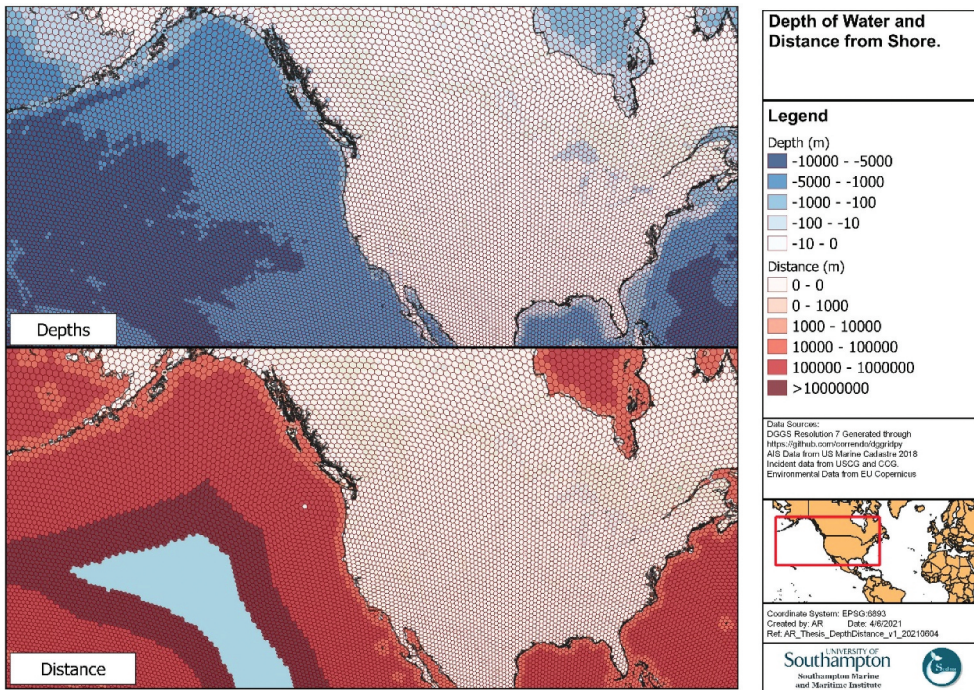 Depths
Distance
Depth of Water and
Distance from Shore.
Legend
Depth (m)
-10000 - -5000
-5000 - -1000
-1000 - -100
-100 - -10
-10 - 0
Distance (m)
0 - 0
0 - 1000
1000 - 10000
10000 - 100000
100000 - 1000000
>10000000
Data Sources:
DGGS Resolution 7 Generated through
https://github.com/correndo/dggridpy
AIS Data from US Marine Cadastre 2018
Incident data from USCG and CCG.
Environmental Data from EU Copernicus
Coordinate System: EPSG:6893
Created by: AR Date: 4/6/2021
Ref: AR_Thesis_DepthDistance_v1_20210604
UNIVERSITY OF
Southampton
Southampton Marine
and Maritime Institute